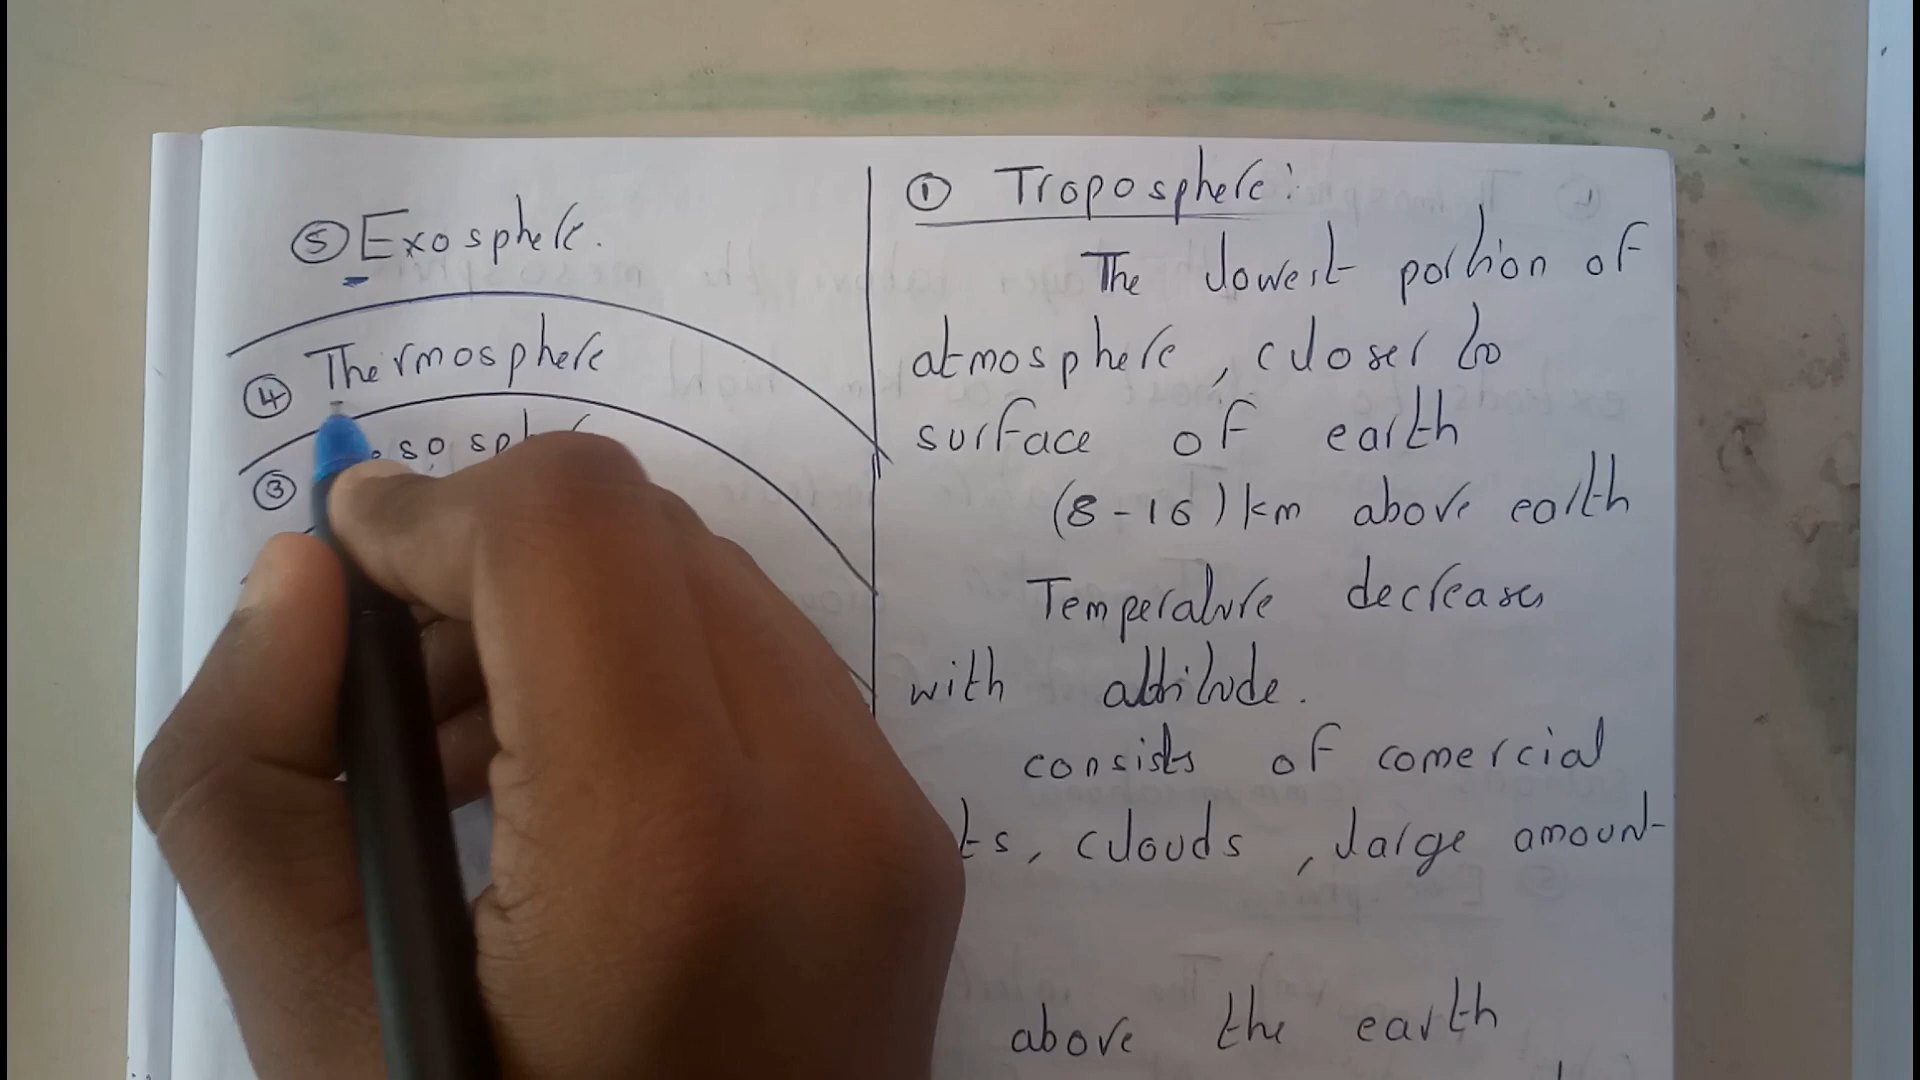 ⑤ Exosphere.
Thermosphere
④
③
① Troposphere:
The lowest portion of
atmosphere, closer to
surface of earth
(8-16) km above earth
Temperature decreases
with altitude.
consists of comercial
ts, clouds, large amount
above the earth